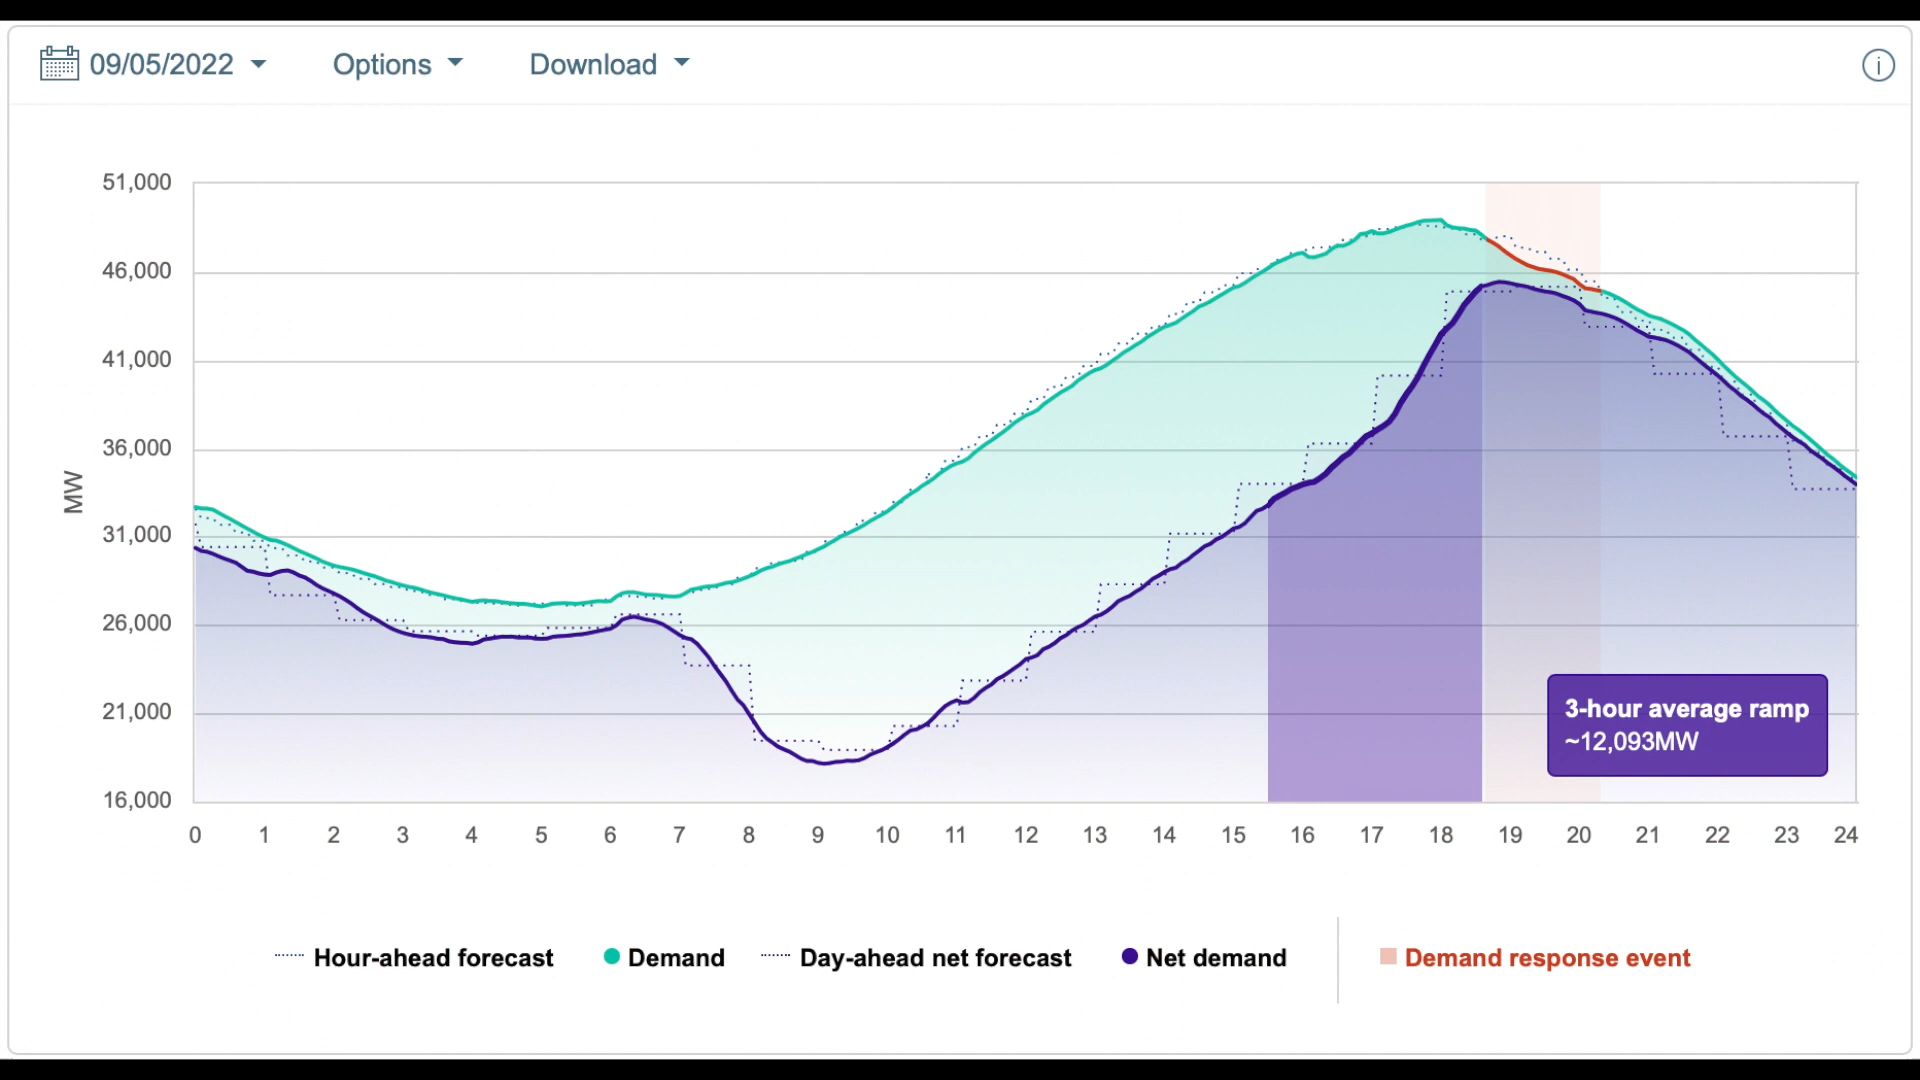 09/05/2022 Options Download
51,000
46,000
41,000
36,000
31,000
26,000
21,000
16,000
MW
3-hour average ramp
~12,093MW
0 1 2 3 4 5 6 7 8 9 10 11 12 13 14 15 16 17 18 19 20 21 22 23 24
Hour-ahead forecast Demand Day-ahead net forecast Net demand Demand response event